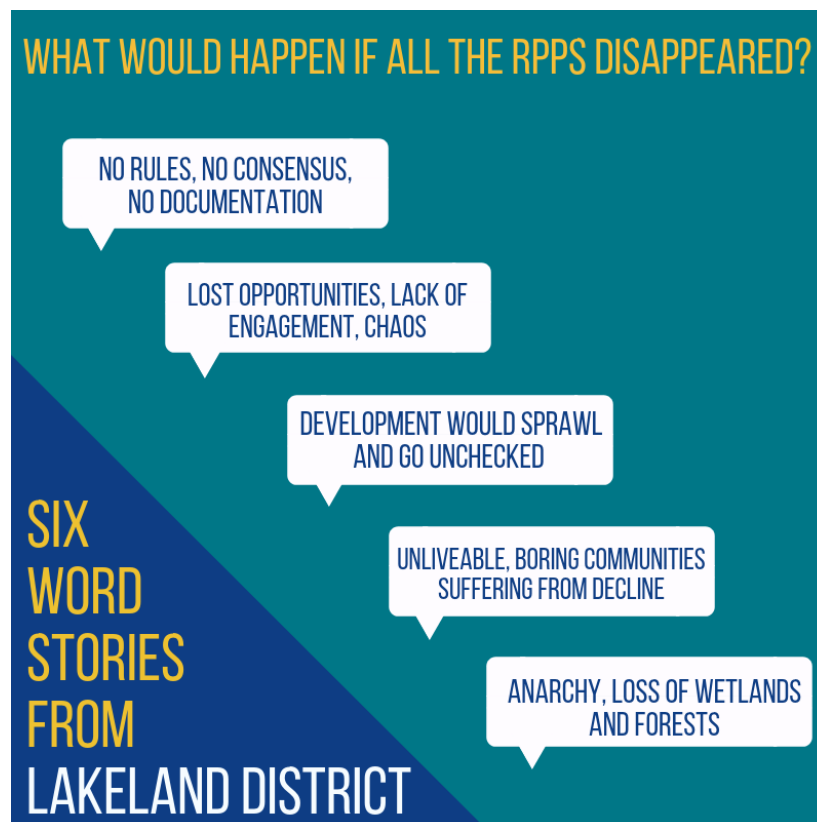 WHAT WOULD HAPPEN IF ALL THE RPPS DISAPPEARED?
NO RULES, NO CONSENSUS,
NO DOCUMENTATION
LOST OPPORTUNITIES, LACK OF
ENGAGEMENT, CHAOS
DEVELOPMENT WOULD SPRAWL
AND GO UNCHECKED
UNLIVEABLE, BORING COMMUNITIES
SUFFERING FROM DECLINE
ANARCHY, LOSS OF WETLANDS
AND FORESTS
SIX
WORD
STORIES
FROM
LAKELAND DISTRICT